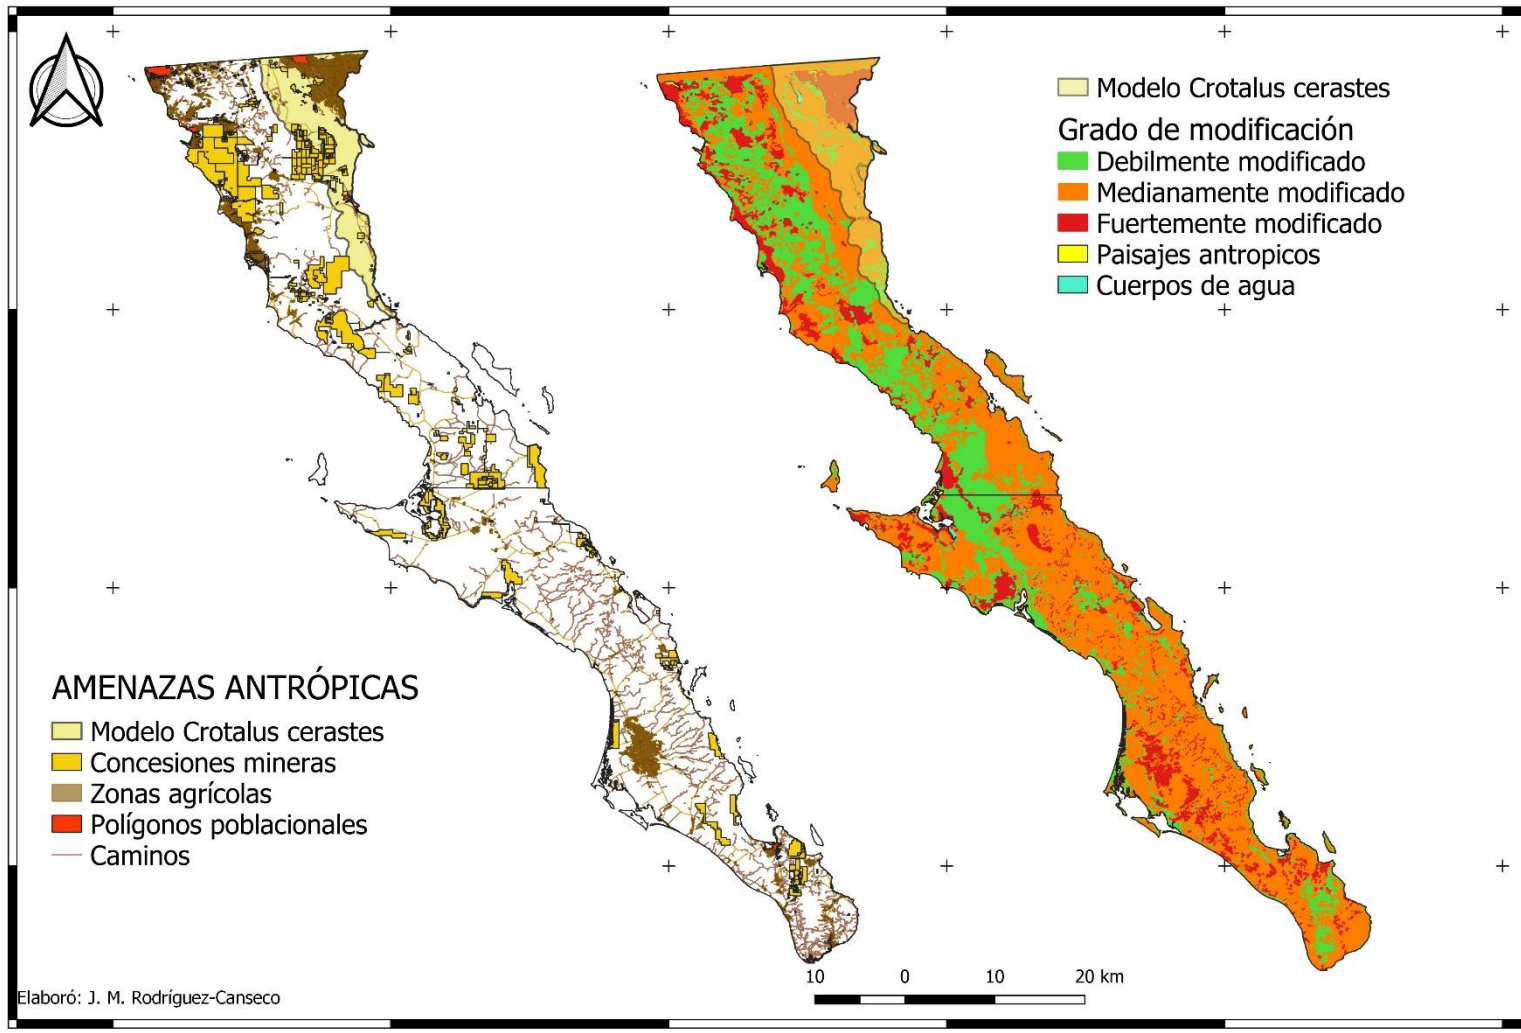 Modelo Crotalus cerastes
Grado de modificación
Debilmente modificado
Medianamente modificado
Fuertemente modificado
Paisajes antropicos
Cuerpos de agua
AMENAZAS ANTRÓPICAS
Modelo Crotalus cerastes
Concesiones mineras
Zonas agrícolas
Polígonos poblacionales
Caminos
10 0 10 20 km
Elaboró: J. M. Rodríguez-Canseco